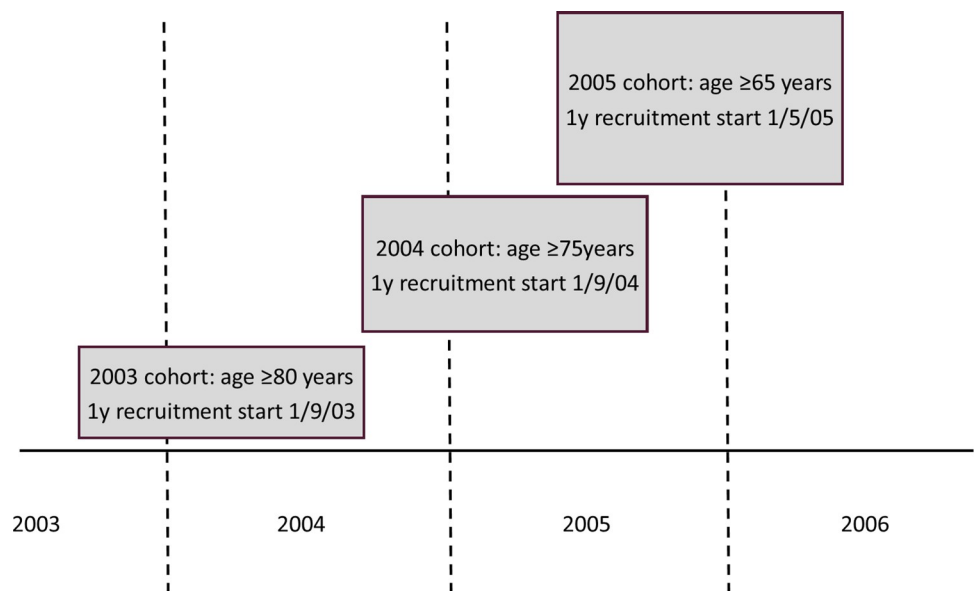 2005 cohort: age ≥65 years
1y recruitment start 1/5/05
2004 cohort: age ≥75years
1y recruitment start 1/9/04
2003 cohort: age ≥80 years
1y recruitment start 1/9/03
2003
2004
2005
2006